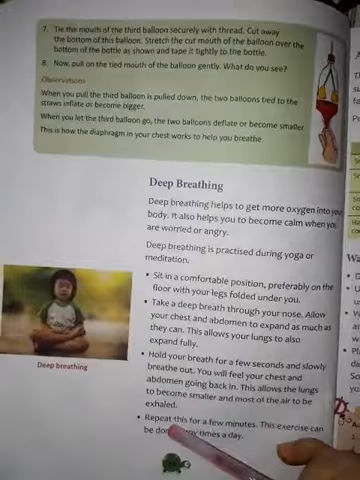 7. Tie the mouth of the third balloon securely with thread. Cut away
the bottom of this balloon. Stretch the cut mouth of the balloon over the
bottom of the bottle as shown and tape it tightly to the bottle.
8. Now, pull on the tied mouth of the balloon gently. What do you see?
Observations
When you pull the third balloon is pulled down, the two balloons tied to the
straws inflate or become bigger.
When you let the third balloon go, the two balloons deflate or become smaller.
This is how the diaphragm in your chest works to help you breathe.
Deep Breathing
Deep breathing helps to get more oxygen into your
body. It also helps you to become calm when you
are worried or angry.
Deep breathing is practised during yoga or
meditation.
• Sit in a comfortable position, preferably on the
floor with your legs folded under you.
• Take a deep breath through your nose. Allow
your chest and abdomen to expand as much as
they can. This allows your lungs to also
expand fully.
• Hold your breath for a few seconds and slowly
breathe out. You will feel your chest and
abdomen going back in. This allows the lungs
to become smaller and most of the air to be
exhaled.
• Repeat this for a few minutes. This exercise can
be times a day.
Deep breathing